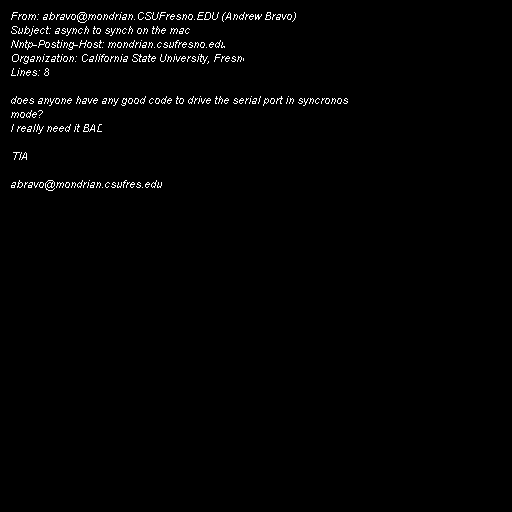 From: abravo@mondrian.CSUFresno.EDU (Andrew Bravo)
Subject: asynch to synch on the mac
Nntp-Posting-Host: mondrian.csufresno.edu
Organization: California State University, Fresno
Lines: 8

does anyone have any good code to drive the serial port in syncronos
mode?
I really need it BAD

TIA

abravo@mondrian.csufres.edu